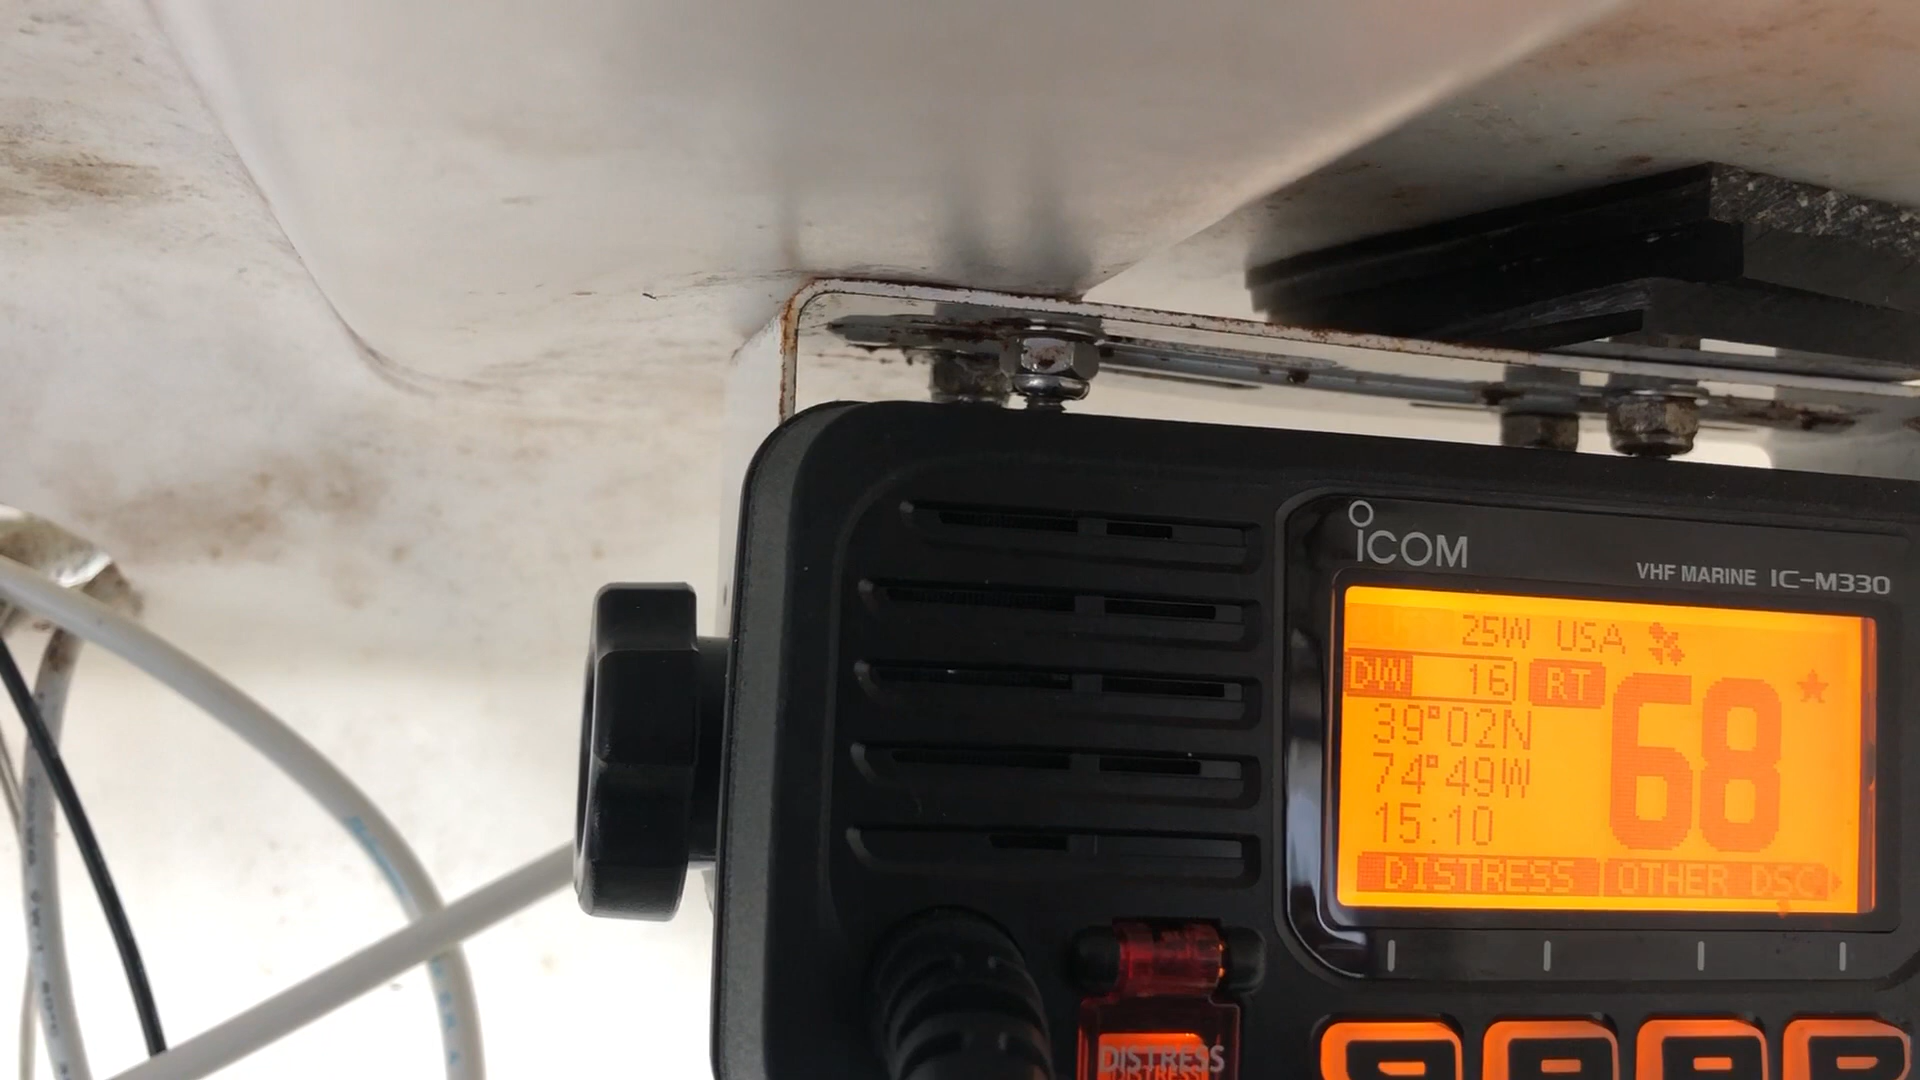 ICOM
VHF MARINE IC-M330
25W USA
DW 16 RT 68
39°02N
74°49W
15:10
DISTRESS OTHER DSC
DISTRESS
DISTRESS